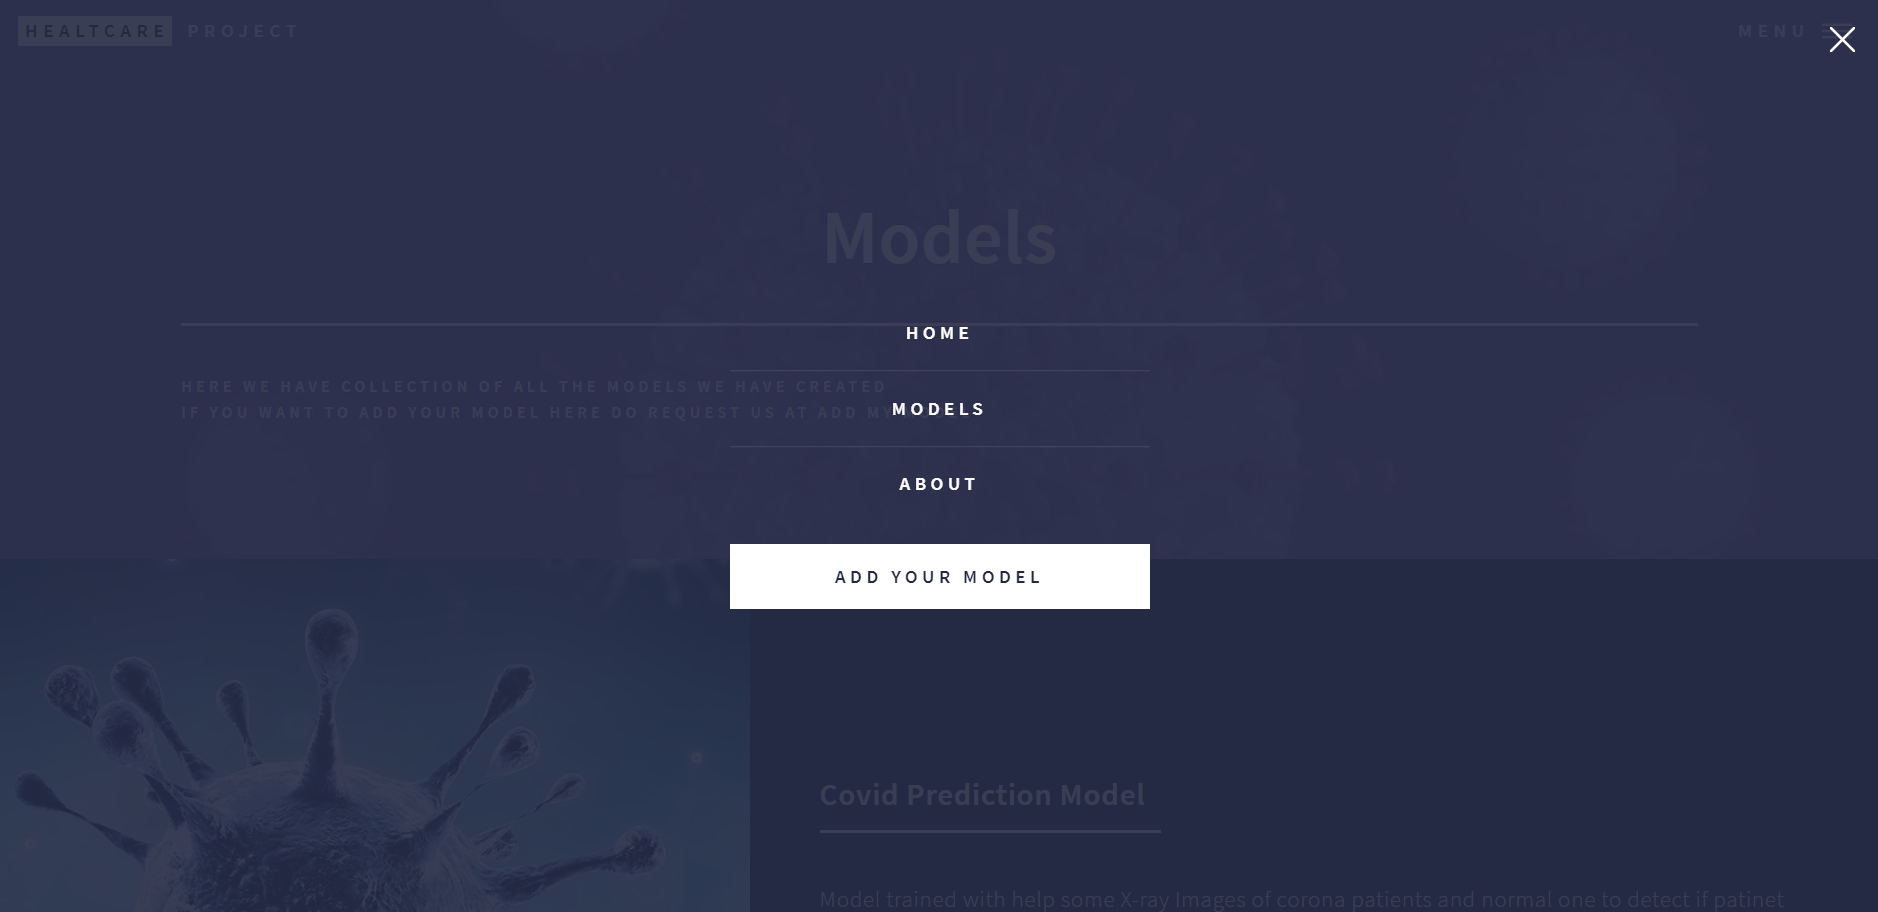 HEALTCARE PROJECT
MENU
Models
HOME
HERE WE HAVE COLLECTION OF ALL THE MODELS WE HAVE CREATED
IF YOU WANT TO ADD YOUR MODEL HERE DO REQUEST US AT ADD MY
MODELS
ABOUT
ADD YOUR MODEL
Covid Prediction Model
Model trained with help some X-ray Images of corona patients and normal one to detect if patinet